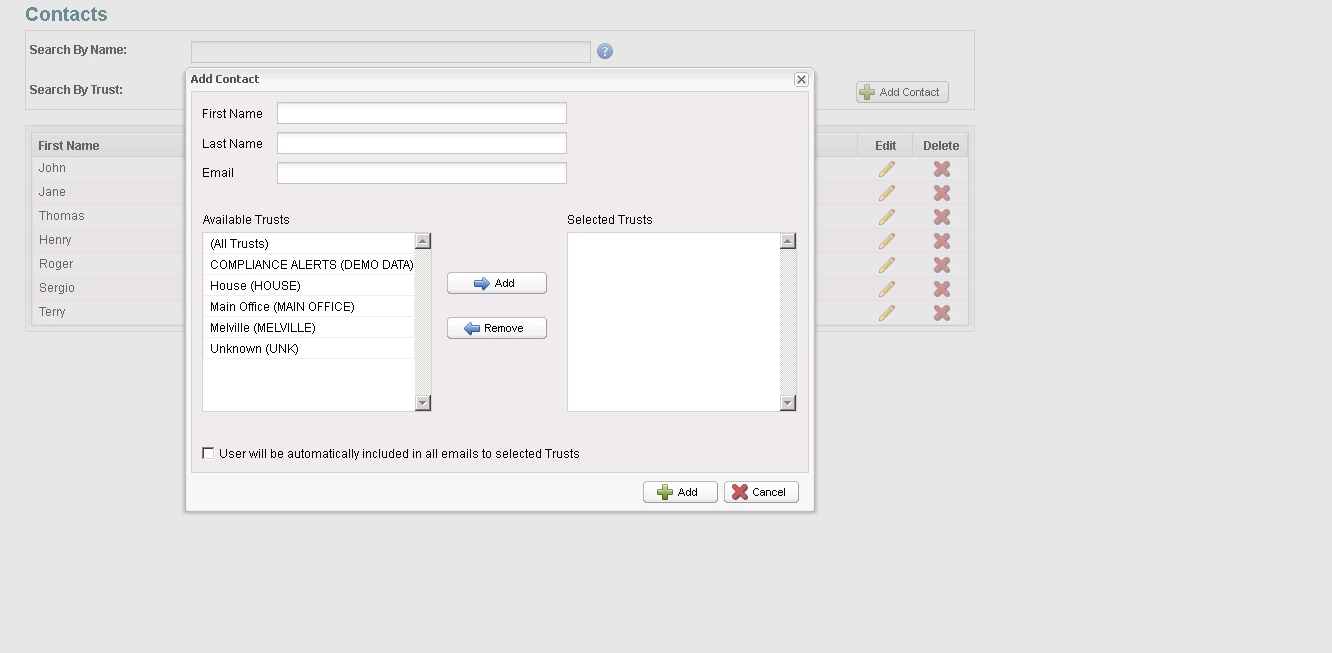 Contacts
Search By Name:
?
Add Contact
Search By Trust:
Add Contact
First Name
Last Name
Email
First Name
Edit
Delete
John
Jane
Thomas
Henry
Roger
Sergio
Terry
Available Trusts
Selected Trusts
(All Trusts)
COMPLIANCE ALERTS (DEMO DATA)
House (HOUSE)
Main Office (MAIN OFFICE)
Melville (MELVILLE)
Unknown (UNK)
Add
Remove
User will be automatically included in all emails to selected Trusts
Add
Cancel